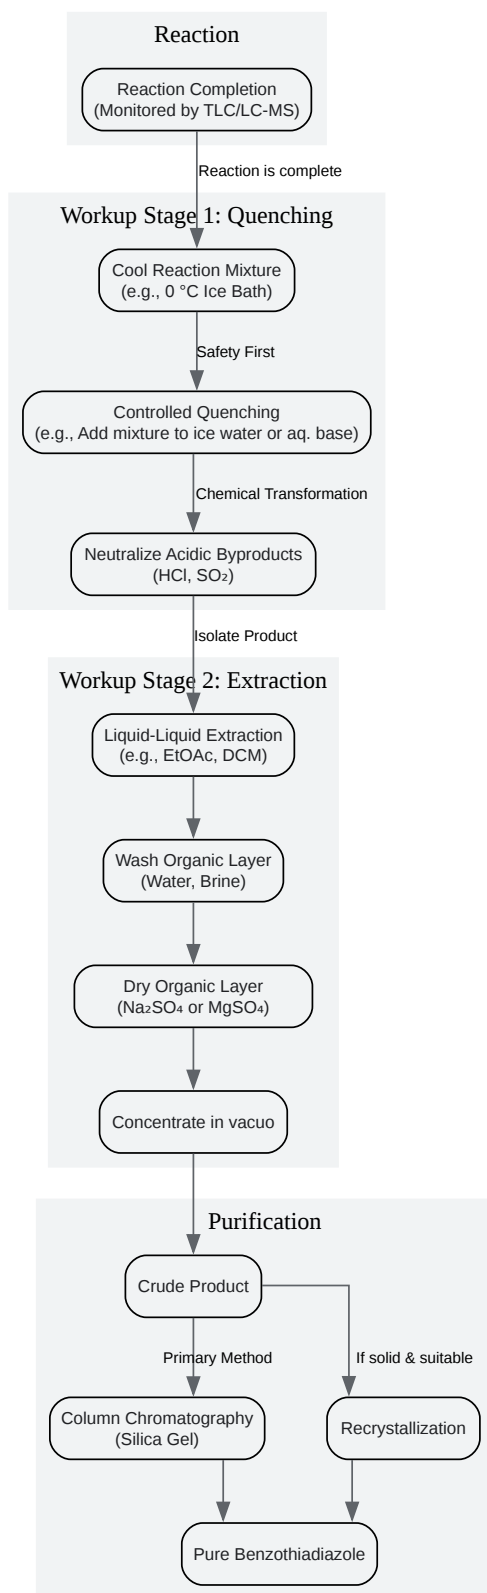 Reaction
Reaction Completion
(Monitored by TLC/LC-MS)
Reaction is complete
Workup Stage 1: Quenching
Cool Reaction Mixture
(e.g., 0 °C Ice Bath)
Safety First
Controlled Quenching
(e.g., Add mixture to ice water or aq. base)
Chemical Transformation
Neutralize Acidic Byproducts
(HCl, SO₂)
Isolate Product
Workup Stage 2: Extraction
Liquid-Liquid Extraction
(e.g., EtOAc, DCM)
Wash Organic Layer
(Water, Brine)
Dry Organic Layer
(Na₂SO₄ or MgSO₄)
Concentrate in vacuo
Purification
Crude Product
Primary Method
If solid & suitable
Column Chromatography
(Silica Gel)
Recrystallization
Pure Benzothiadiazole